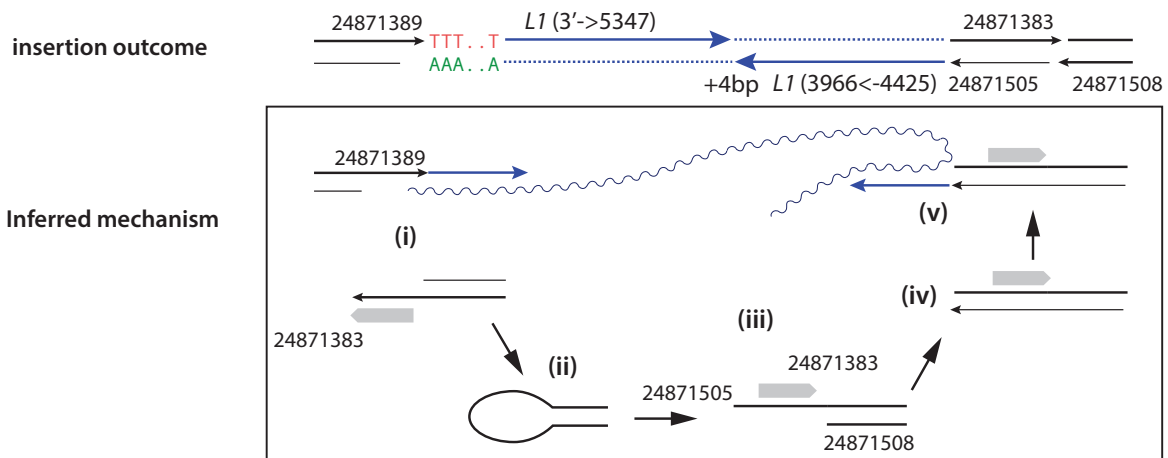 24871389
TTT..T
L1 (3’->5347)
24871383
insertion outcome
AAA..A
+4bp L1 (3966<-4425) 24871505 24871508
24871389
Inferred mechanism
(i)
(v)
24871383
(iv)
(iii)
(ii)
24871505
24871383
24871508